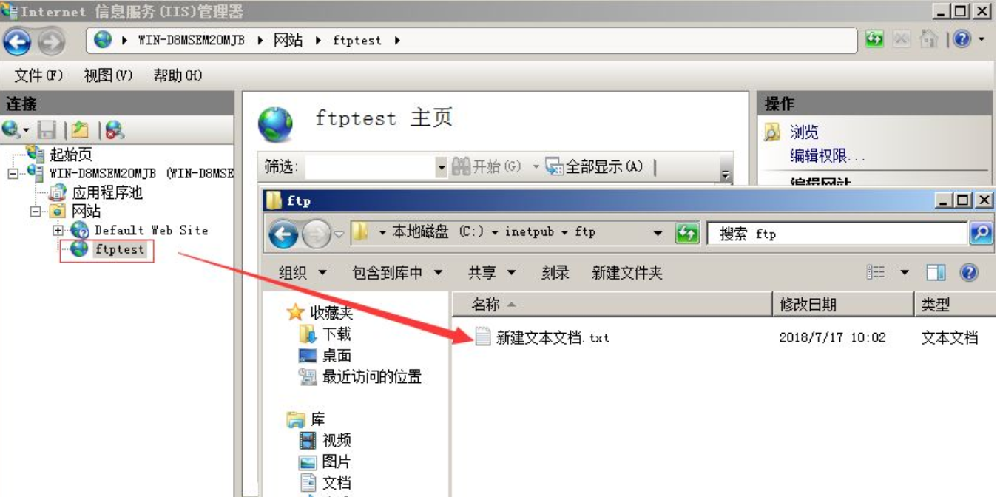 Internet 信息服务(IIS)管理器
WIN-D8MSEM2OMJB 网站 ftptest
文件(F) 视图(V) 帮助(H)
连接
起始页
WIN-D8MSEM2OMJB (WIN-D8MSE
应用程序池
网站
Default Web Site
ftptest
ftptest 主页
筛选: 开始(G) 全部显示(A)
操作
浏览
编辑权限...
编辑网站
ftp
本地磁盘 (C:) inetpub ftp
搜索 ftp
组织 包含到库中 共享 刻录 新建文件夹
收藏夹
下载
桌面
最近访问的位置
库
视频
图片
文档
名称 修改日期 类型
新建文本文档.txt 2018/7/17 10:02 文本文档